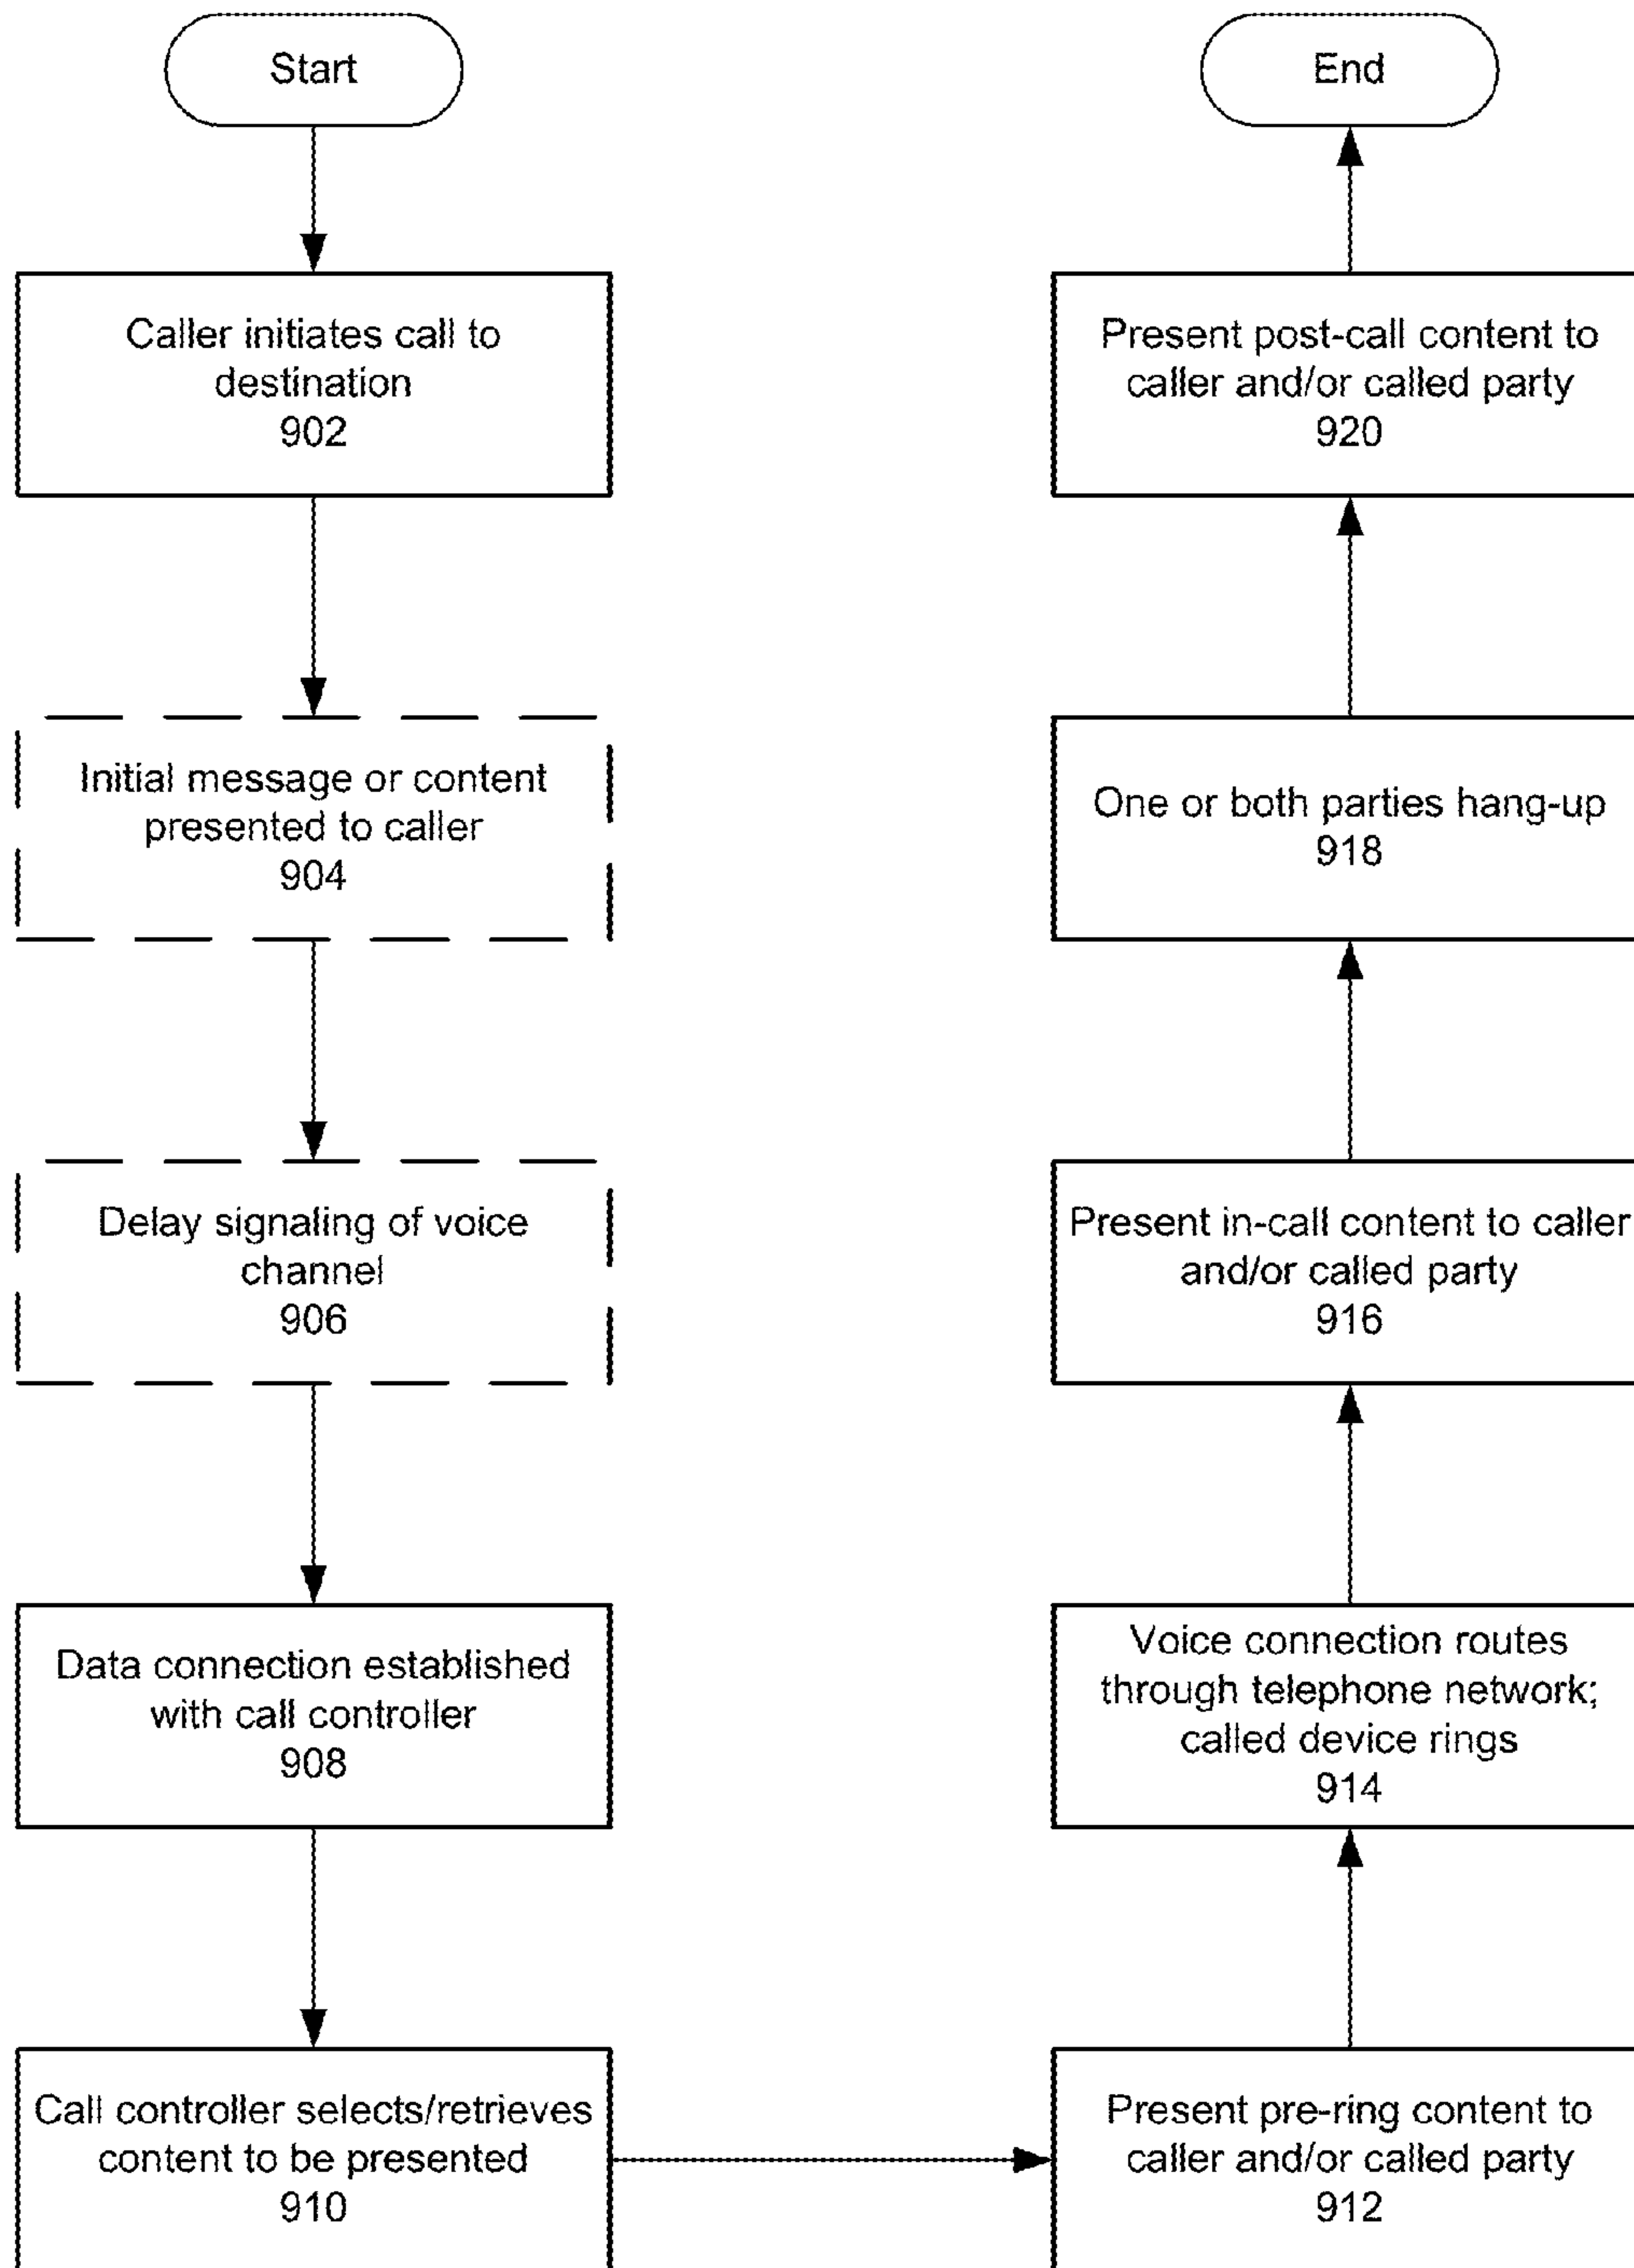 Start
Caller initiates call to
destination
902
Initial message or content
presented to caller
904
Delay signaling of voice
channel
906
Data connection established
with call controller
908
Call controller selects/retrieves
content to be presented
910
Present pre-ring content to
caller and/or called party
912
Voice connection routes
through telephone network;
called device rings
914
Present in-call content to caller
and/or called party
916
One or both parties hang-up
918
Present post-call content to
caller and/or called party
920
End